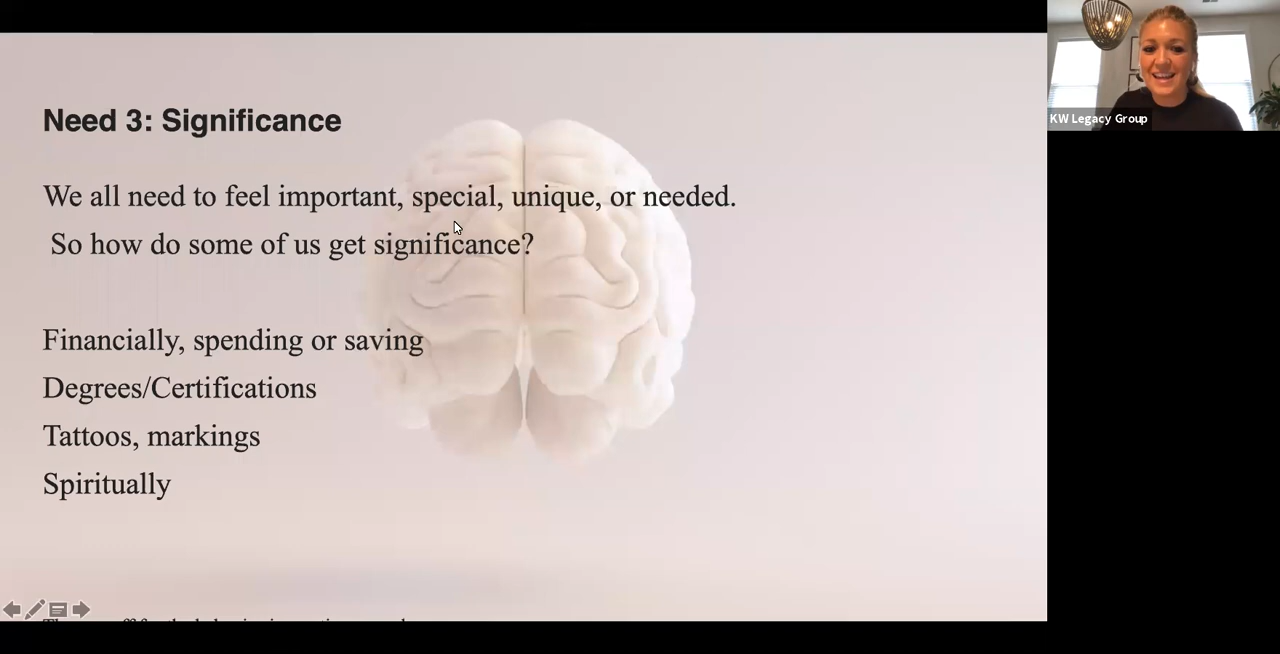 Need 3: Significance
We all need to feel important, special, unique, or needed.
So how do some of us get significance?
Financially, spending or saving
Degrees/Certifications
Tattoos, markings
Spiritually
KW Legacy Group